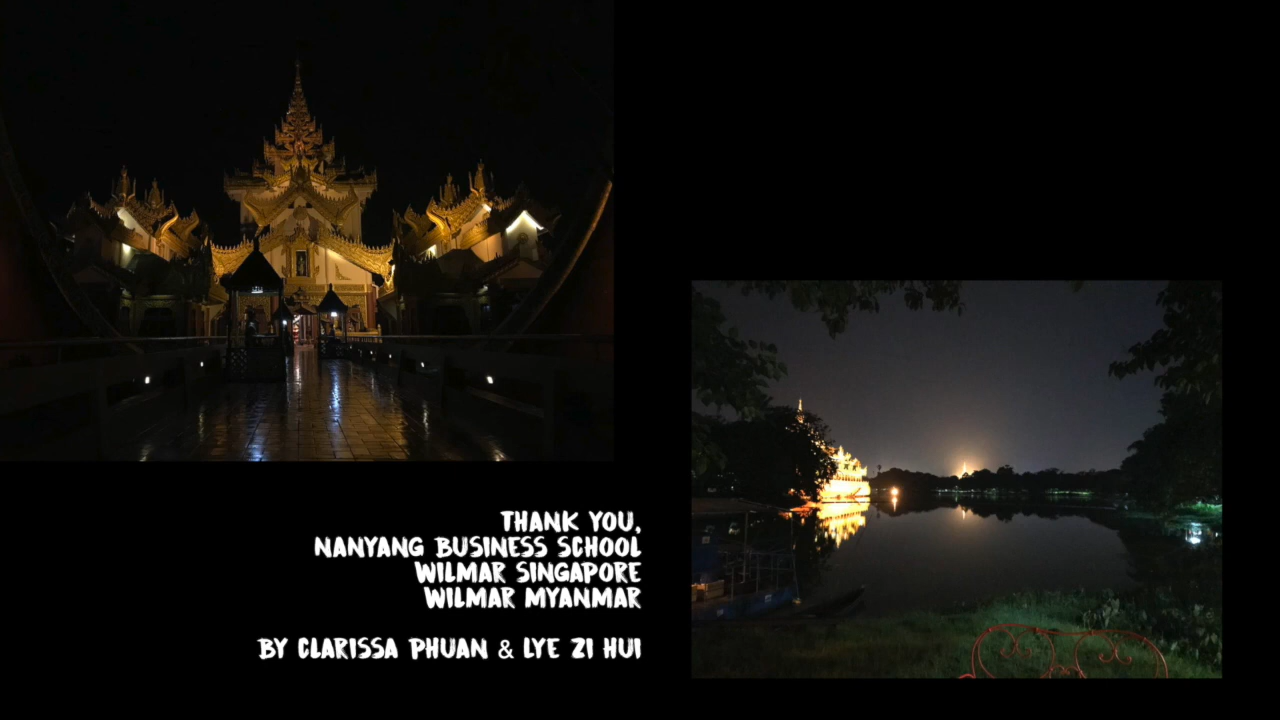 THANK YOU,
NANYANG BUSINESS SCHOOL
WILMAR SINGAPORE
WILMAR MYANMAR
BY CLARISSA PHUAN & LYE ZI HUI